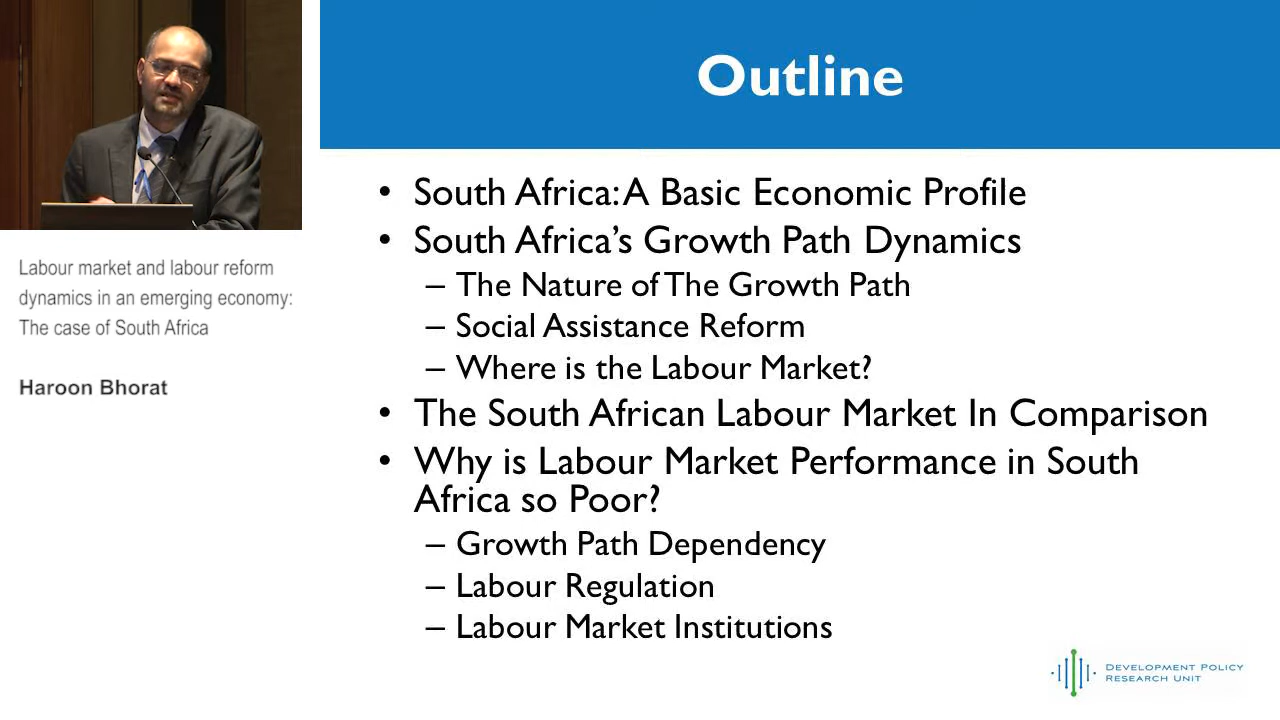 Outline
Labour market and labour reform
dynamics in an emerging economy:
The case of South Africa
Haroon Bhorat
• South Africa: A Basic Economic Profile
• South Africa’s Growth Path Dynamics
– The Nature of The Growth Path
– Social Assistance Reform
– Where is the Labour Market?
• The South African Labour Market In Comparison
• Why is Labour Market Performance in South
Africa so Poor?
– Growth Path Dependency
– Labour Regulation
– Labour Market Institutions
DEVELOPMENT POLICY
RESEARCH UNIT